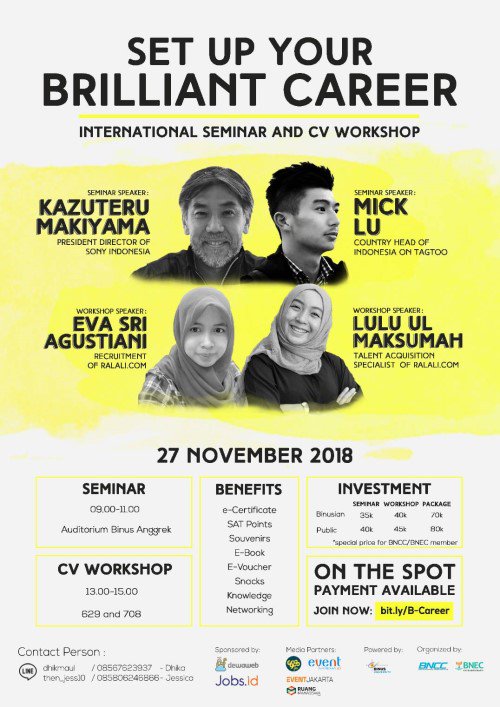 SET UP YOUR
BRILLIANT CAREER
INTERNATIONAL SEMINAR AND CV WORKSHOP
SEMINAR SPEAKER:
KAZUTERU
MAKIYAMA
PRESIDENT DIRECTOR OF
SONY INDONESIA
SEMINAR SPEAKER:
MICK
LU
COUNTRY HEAD OF
INDONESIA ON TAGTOO
WORKSHOP SPEAKER:
EVA SRI
AGUSTIANI
RECRUITMENT
OF RALALI.COM
WORKSHOP SPEAKER:
LULU UL
MAKSUMAH
TALENT ACQUISITION
SPECIALIST OF RALALI.COM
27 NOVEMBER 2018
SEMINAR
09.00-11.00
Auditorium Binus Anggrek
CV WORKSHOP
13.00-15.00
629 and 708
BENEFITS
e-Certificate
SAT Points
Souvenirs
E-Book
E-Voucher
Snacks
Knowledge
Networking
INVESTMENT
SEMINAR WORKSHOP PACKAGE
Binusian 35k 40k 70k
Public 40k 45k 80k
*special price for BNCC/BNEC member
ON THE SPOT
PAYMENT AVAILABLE
JOIN NOW: bit.ly/B-Career
Contact Person :
LINE
dhikmaul / 08567623937 - Dhika
then_jess10 / 085806246866 - Jessica
Sponsored by:
dewaweb
Jobs.id
Media Partners:
event
EVENTJAKARTA
RUANG
MAHASISWA
Powered by:
BINUS
Organized by:
BNCC
BNEC